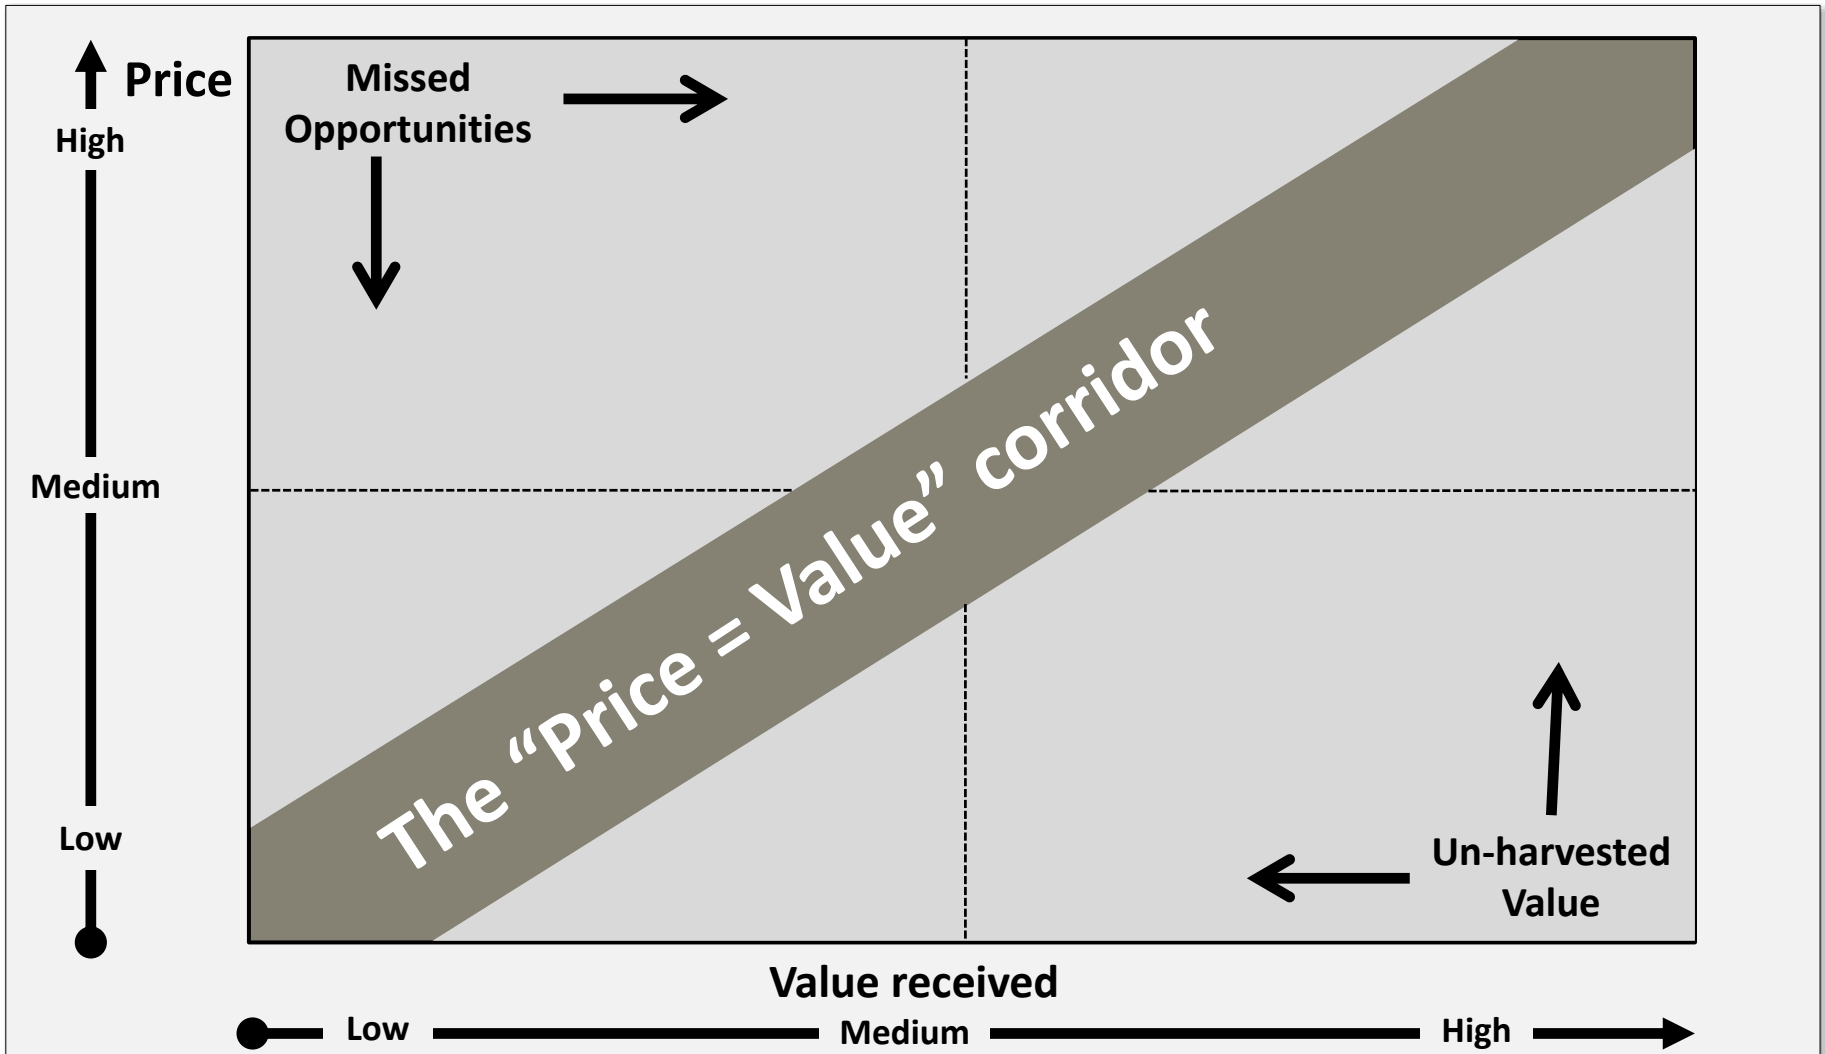 Price
High
Medium
Low
Missed
Opportunities
The “Price = Value” corridor
Un-harvested
Value
Value received
Low
Medium
High